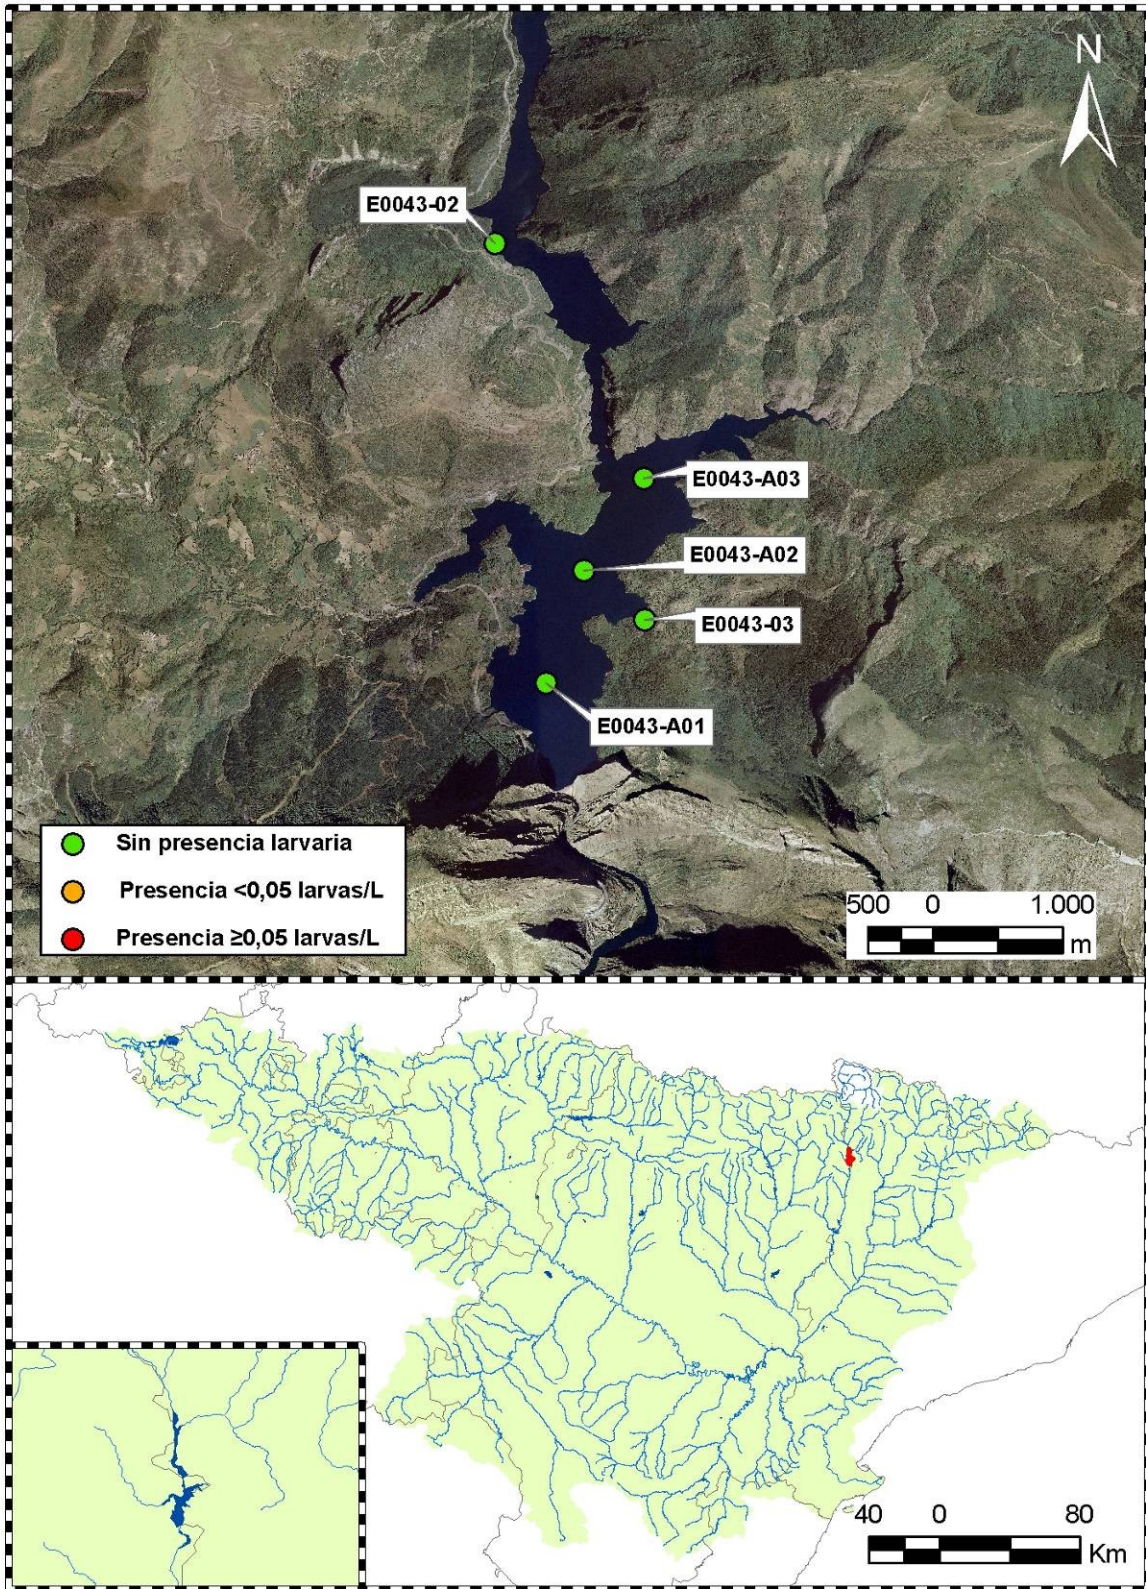 N
E0043-02
E0043-A03
E0043-A02
E0043-03
E0043-A01
Sin presencia larvaria
Presencia <0,05 larvas/L
Presencia ≥0,05 larvas/L
500 0 1.000
m
40 0 80
Km